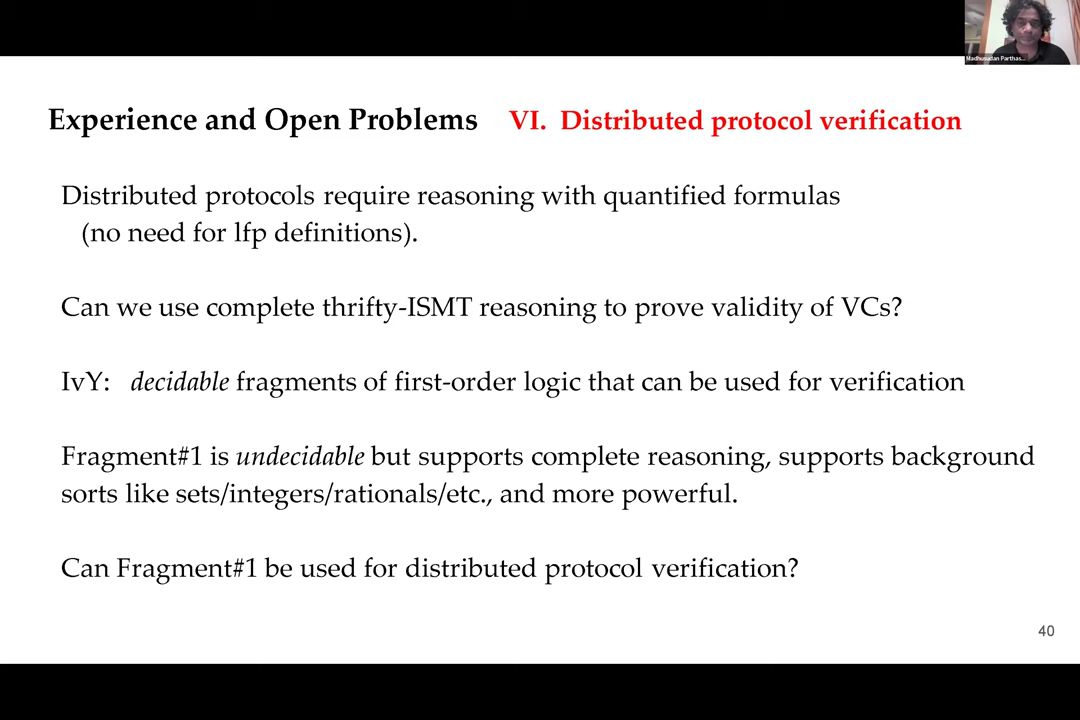 Madhusudan Parthas...
Experience and Open Problems VI. Distributed protocol verification
Distributed protocols require reasoning with quantified formulas
(no need for lfp definitions).
Can we use complete thrifty-ISMT reasoning to prove validity of VCs?
IvY: decidable fragments of first-order logic that can be used for verification
Fragment#1 is undecidable but supports complete reasoning, supports background
sorts like sets/integers/rationals/etc., and more powerful.
Can Fragment#1 be used for distributed protocol verification?
40